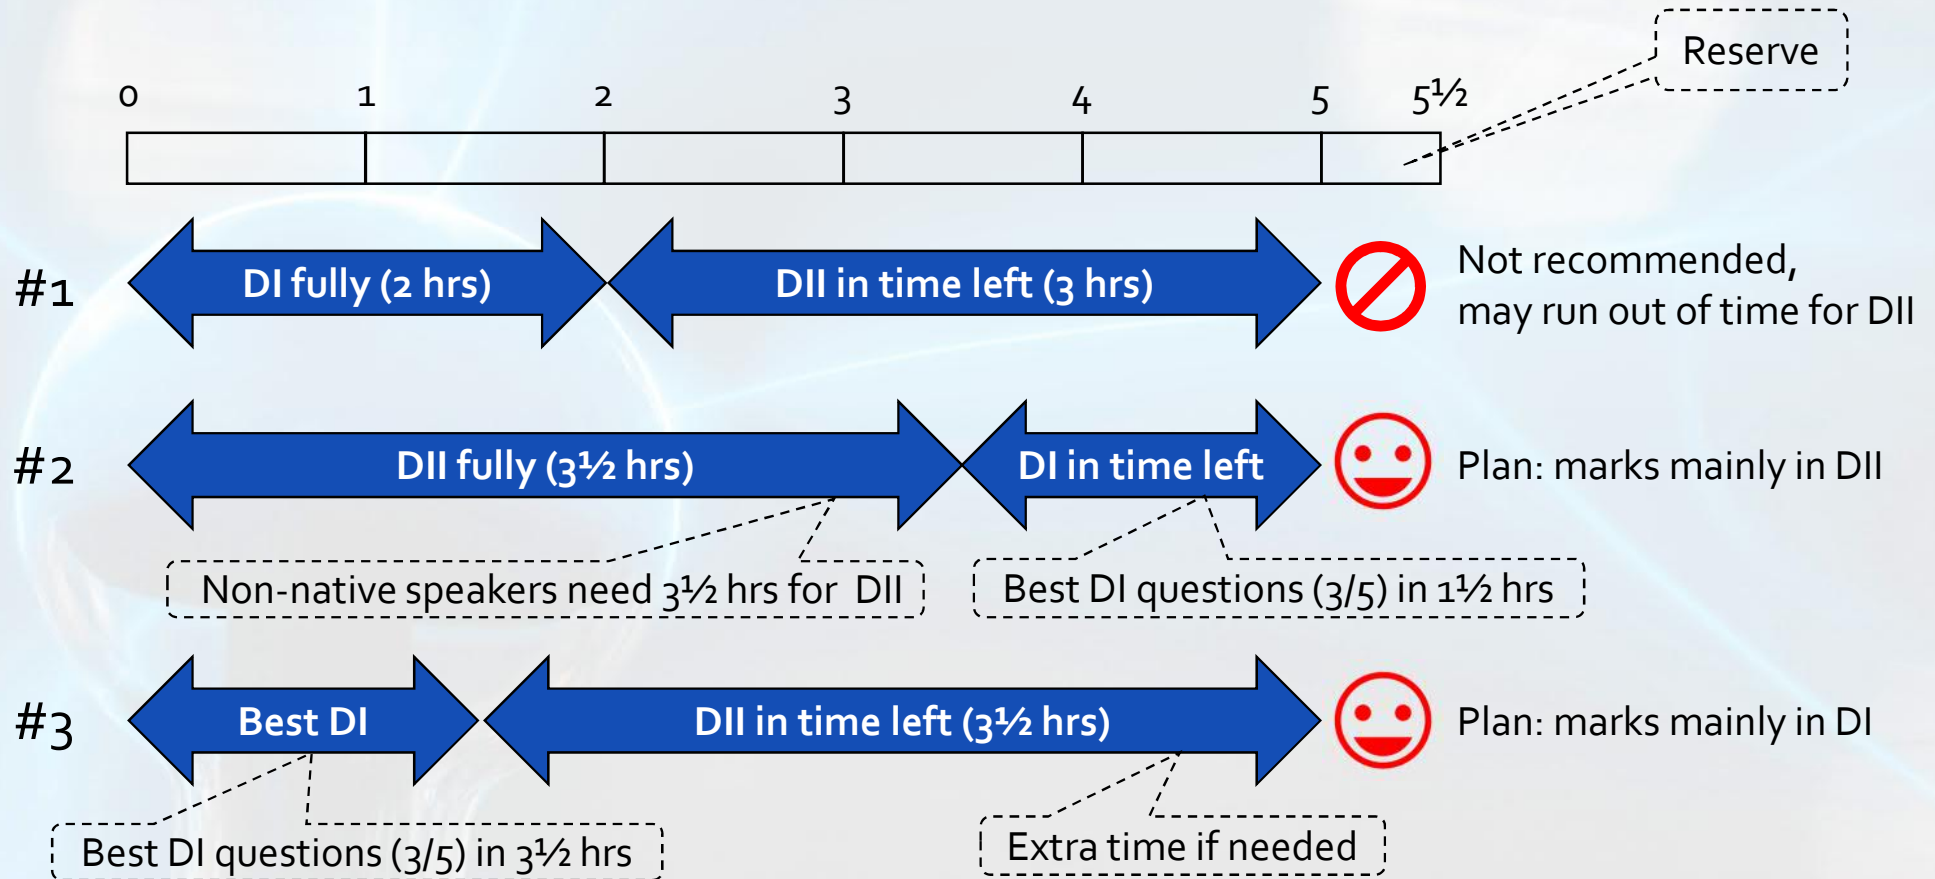 Reserve
0 1 2 3 4 5 5½
#1
DI fully (2 hrs)
DII in time left (3 hrs)
Not recommended,
may run out of time for DII
#2
DII fully (3½ hrs)
DI in time left
Plan: marks mainly in DII
Non-native speakers need 3½ hrs for DII
Best DI questions (3/5) in 1½ hrs
#3
Best DI
DII in time left (3½ hrs)
Plan: marks mainly in DI
Best DI questions (3/5) in 3½ hrs
Extra time if needed